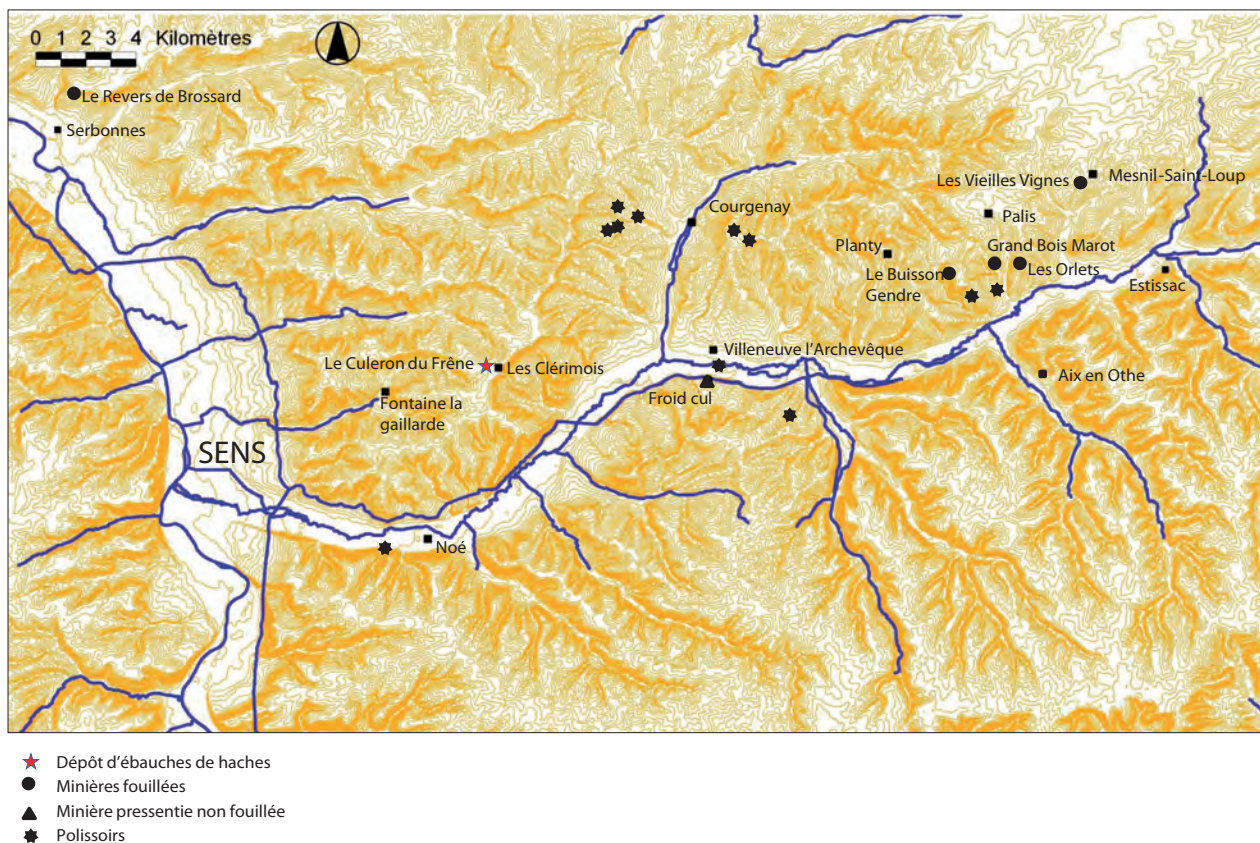 0 1 2 3 4 Kilomètres
Le Revers de Brossard
Serbonnes
Les Vieilles Vignes
Mesnil-Saint-Loup
Courgenay
Palis
Planty
Grand Bois Marot
Le Buisson
Gendre
Les Orlets
Estissac
Villeneuve l'Archevêque
Le Culeron du Frêne
Les Clérimois
Froid cul
Aix en Othe
Fontaine la
gaillarde
SENS
Noé
Dépôt d'ébauches de haches
Minières fouillées
Minière pressentie non fouillée
Polissoirs